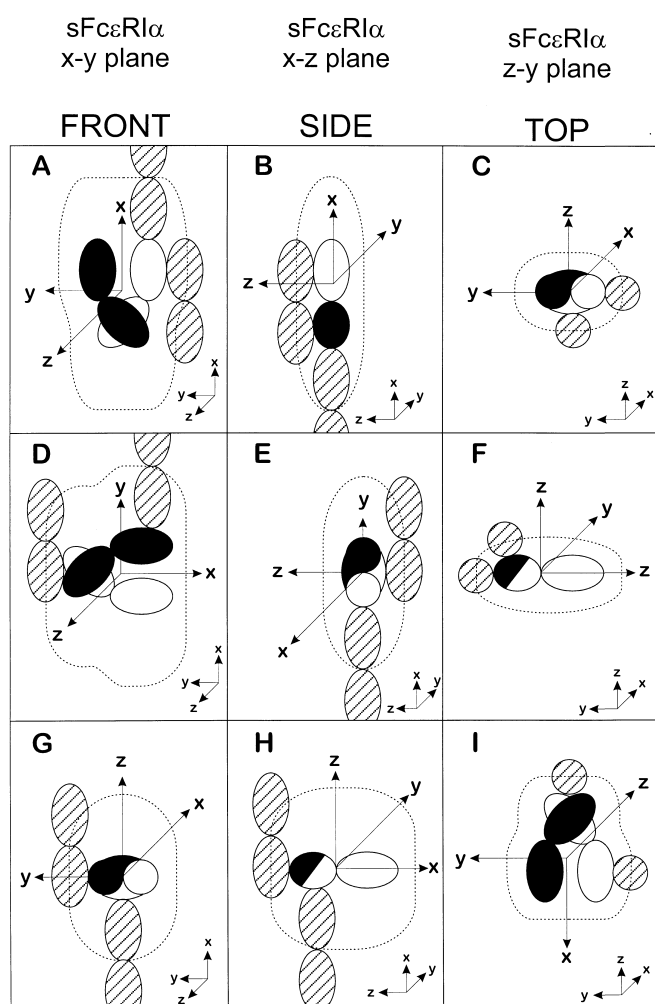 sFcεRIα
x-y plane
FRONT
sFcεRIα
x-z plane
SIDE
sFcεRIα
z-y plane
TOP
A
x
y
z
x
y
z
B
x
y
z
x
y
z
C
z
x
y
z
x
y
D
y
x
z
x
y
z
E
y
z
x
x
y
z
F
z
y
z
z
x
y
G
z
x
y
x
y
z
H
z
y
x
x
y
z
I
z
y
x
z
x
y